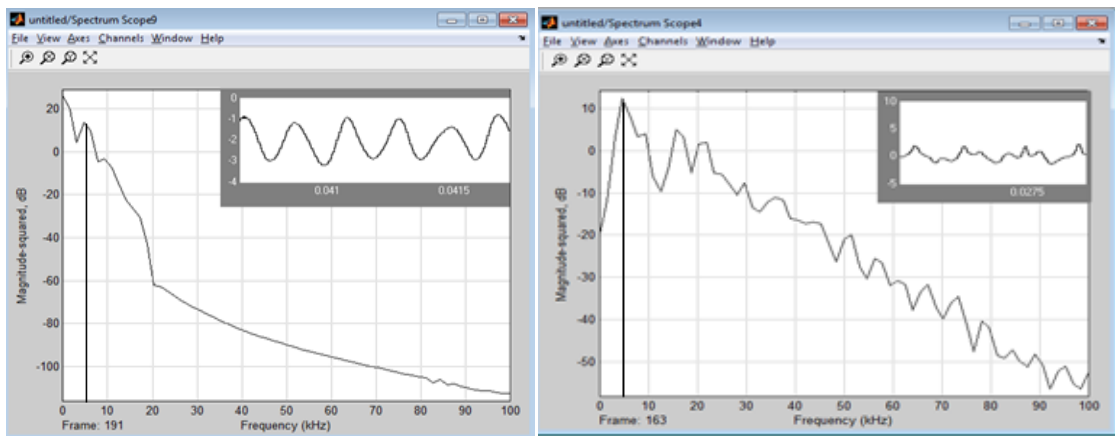 untitled/Spectrum Scope9
File View Axes Channels Window Help
Magnitude-squared, dB
20
0
-20
-40
-60
-80
-100
0
-1
-2
-3
-4
0.041 0.0415
0 10 20 30 40 50 60 70 80 90 100
Frame: 191 Frequency (kHz)
untitled/Spectrum Scope4
File View Axes Channels Window Help
Magnitude-squared, dB
10
0
-10
-20
-30
-40
-50
10
5
0
-5
0.0275
0 10 20 30 40 50 60 70 80 90 100
Frame: 163 Frequency (kHz)